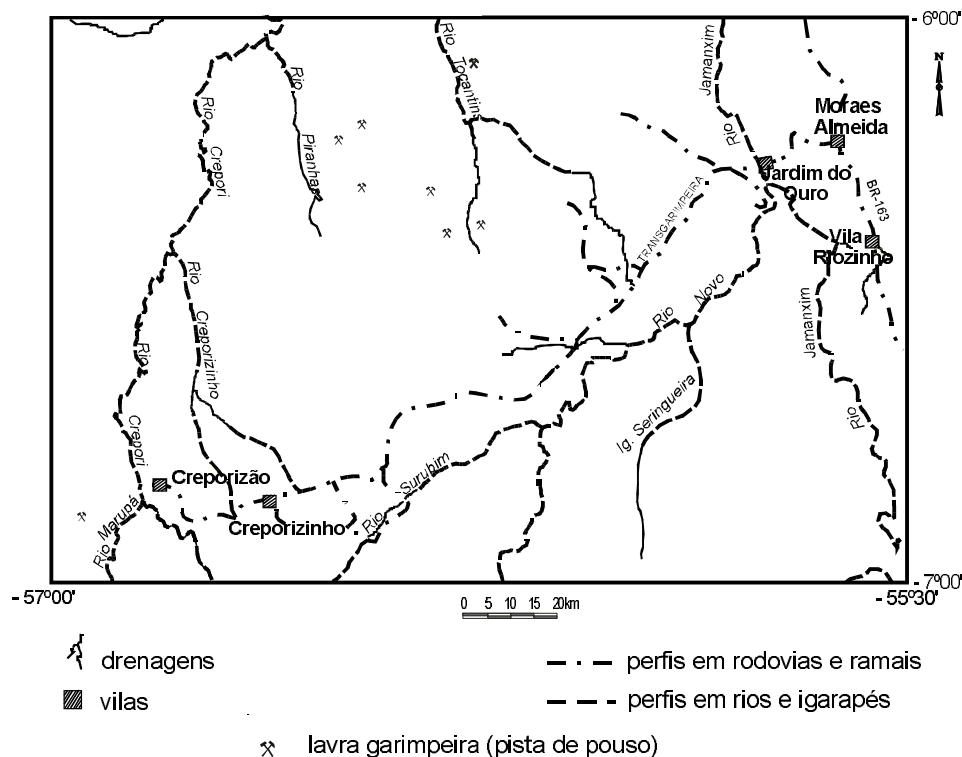 - 6º00'
N
Rio
Tocantins
Jamanxim
Rio
Rio
Piranhas
Rio
Crepori
Moraes
Almeida
Jardim do
Ouro
BR-163
TRANSGARIMPEIRA
Vila
Riozinho
Rio
Creporizinho
Rio Novo
Jamanxim
Rio
Rio
Crepori
Ig. Seringueira
Creporizão
Rio Surubim
Creporizinho
Rio Marupá
- 57º00'
- 7º00'
- 55º30'
0 5 10 15 20km
drenagens
perfis em rodovias e ramais
vilas
perfis em rios e igarapés
lavra garimpeira (pista de pouso)